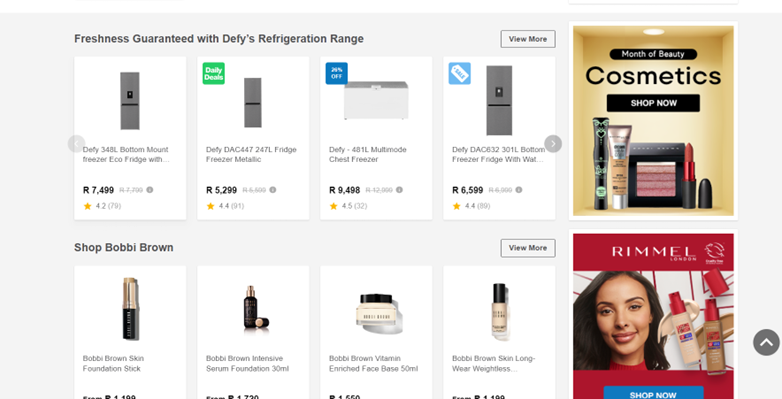 Freshness Guaranteed with Defy's Refrigeration Range
View More
Daily
Deals
26%
OFF
Defy 348L Bottom Mount
freezer Eco Fridge with...
Defy DAC447 247L Fridge
Freezer Metallic
Defy - 481L Multimode
Chest Freezer
Defy DAC632 301L Bottom
Freezer Fridge With Wat...
R 7,499 R 7,799
R 5,299
R 9,498 R 12,999
R 6,599 R 6,999
4.2 (79)
4.4 (91)
4.5 (32)
4.4 (89)
Month of Beauty
Cosmetics
SHOP NOW
Shop Bobbi Brown
View More
Bobbi Brown Skin
Foundation Stick
Bobbi Brown Intensive
Serum Foundation 30ml
Bobbi Brown Vitamin
Enriched Face Base 50ml
Bobbi Brown Skin Long-
Wear Weightless...
From R 1,199
From R 1,720
From R 1,550
From R 1,199
RIMMEL
LONDON
SHOP NOW